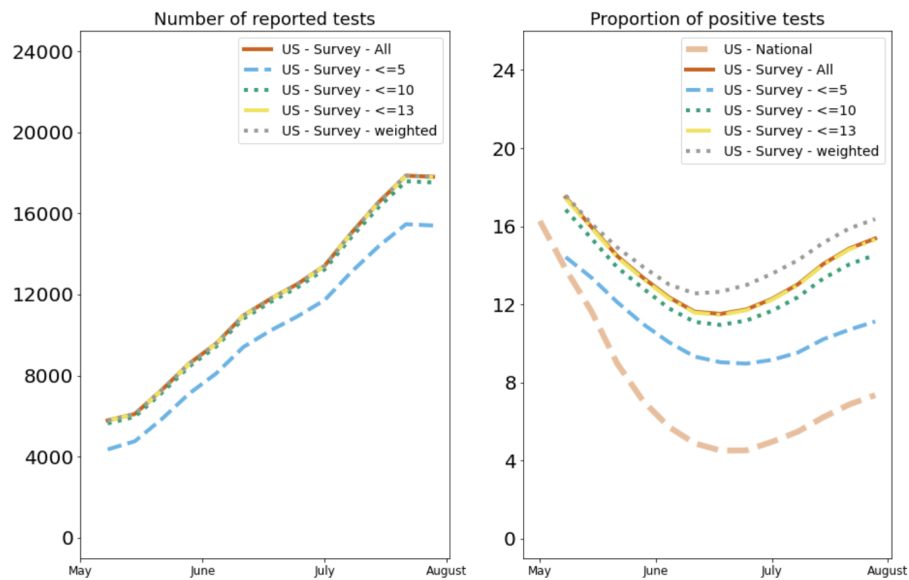 Number of reported tests
24000
20000
16000
12000
8000
4000
0
May
June
July
August
US - Survey - All
US - Survey - <=5
US - Survey - <=10
US - Survey - <=13
US - Survey - weighted
Proportion of positive tests
24
20
16
12
8
4
0
May
June
July
August
US - National
US - Survey - All
US - Survey - <=5
US - Survey - <=10
US - Survey - <=13
US - Survey - weighted